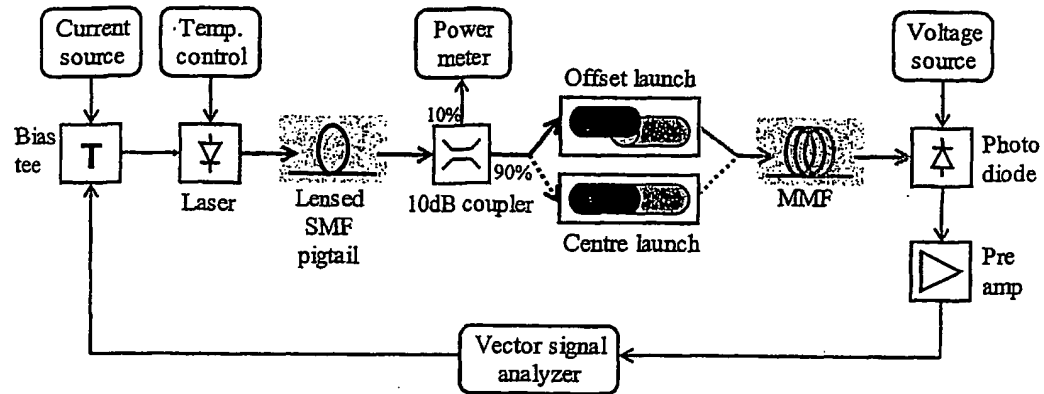 Current
source
Temp.
control
Power
meter
Voltage
source
Offset launch
10%
Bias
tee
T
90%
Photo
diode
Laser
Lensed
SMF
pigtail
10dB coupler
MMF
Centre launch
Pre
amp
Vector signal
analyzer